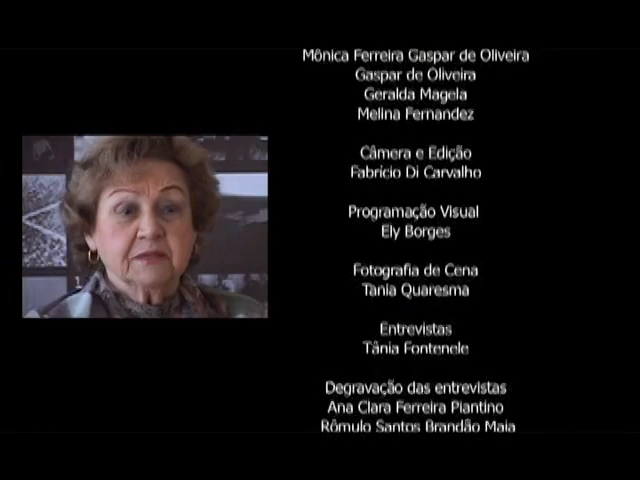 Mônica Ferreira Gaspar de Oliveira
Gaspar de Oliveira
Geralda Magela
Melina Fernandez
Câmera e Edição
Fabrício Di Carvalho
Programação Visual
Ely Borges
Fotografia de Cena
Tania Quaresma
Entrevistas
Tânia Fontenele
Degravação das entrevistas
Ana Clara Ferreira Piantino
Rômulo Santos Brandão Maia